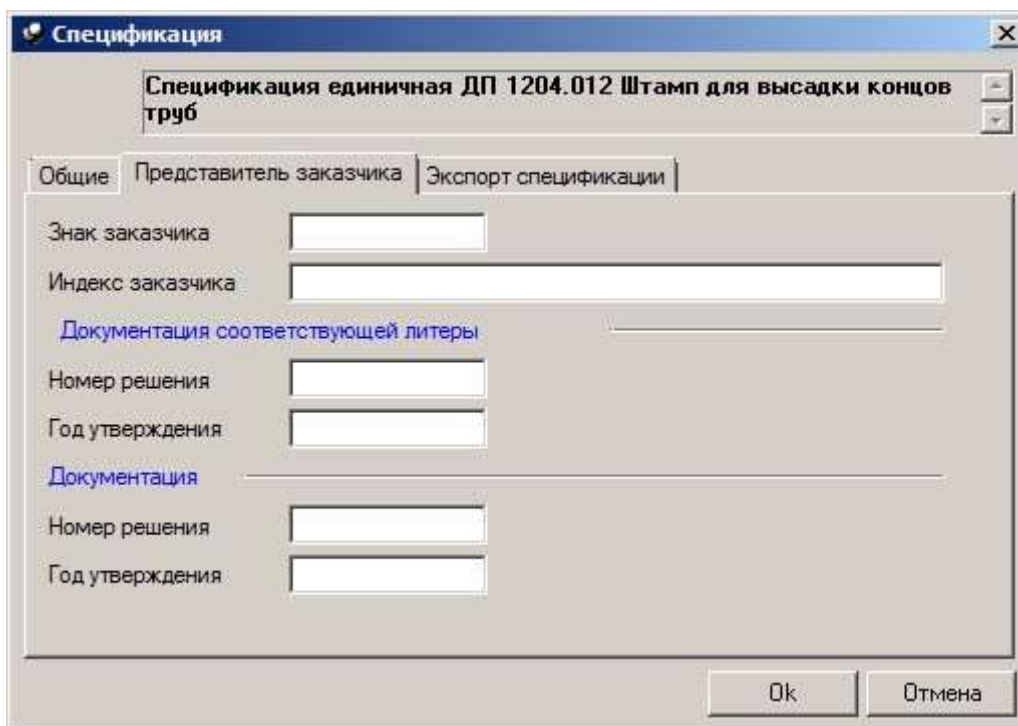 Спецификация
Спецификация единичная ДП 1204.012 Штамп для высадки концов
труб
Общие Представитель заказчика Экспорт спецификации
Знак заказчика
Индекс заказчика
Документация соответствующей литеры
Номер решения
Год утверждения
Документация
Номер решения
Год утверждения
Ok Отмена